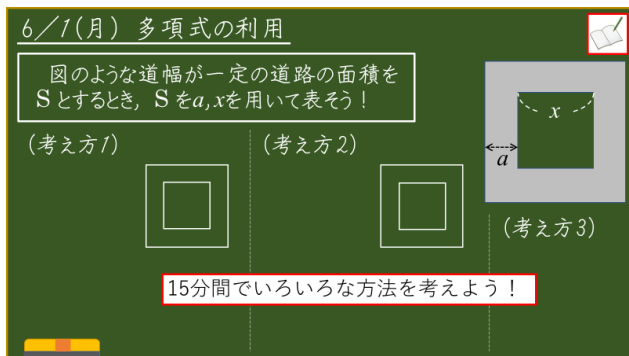 6/1(月) 多項式の利用
図のような道幅が一定の道路の面積を
Sとするとき, Sをa,xを用いて表そう!
(考え方1)
(考え方2)
x
a
(考え方3)
15分間でいろいろな方法を考えよう!